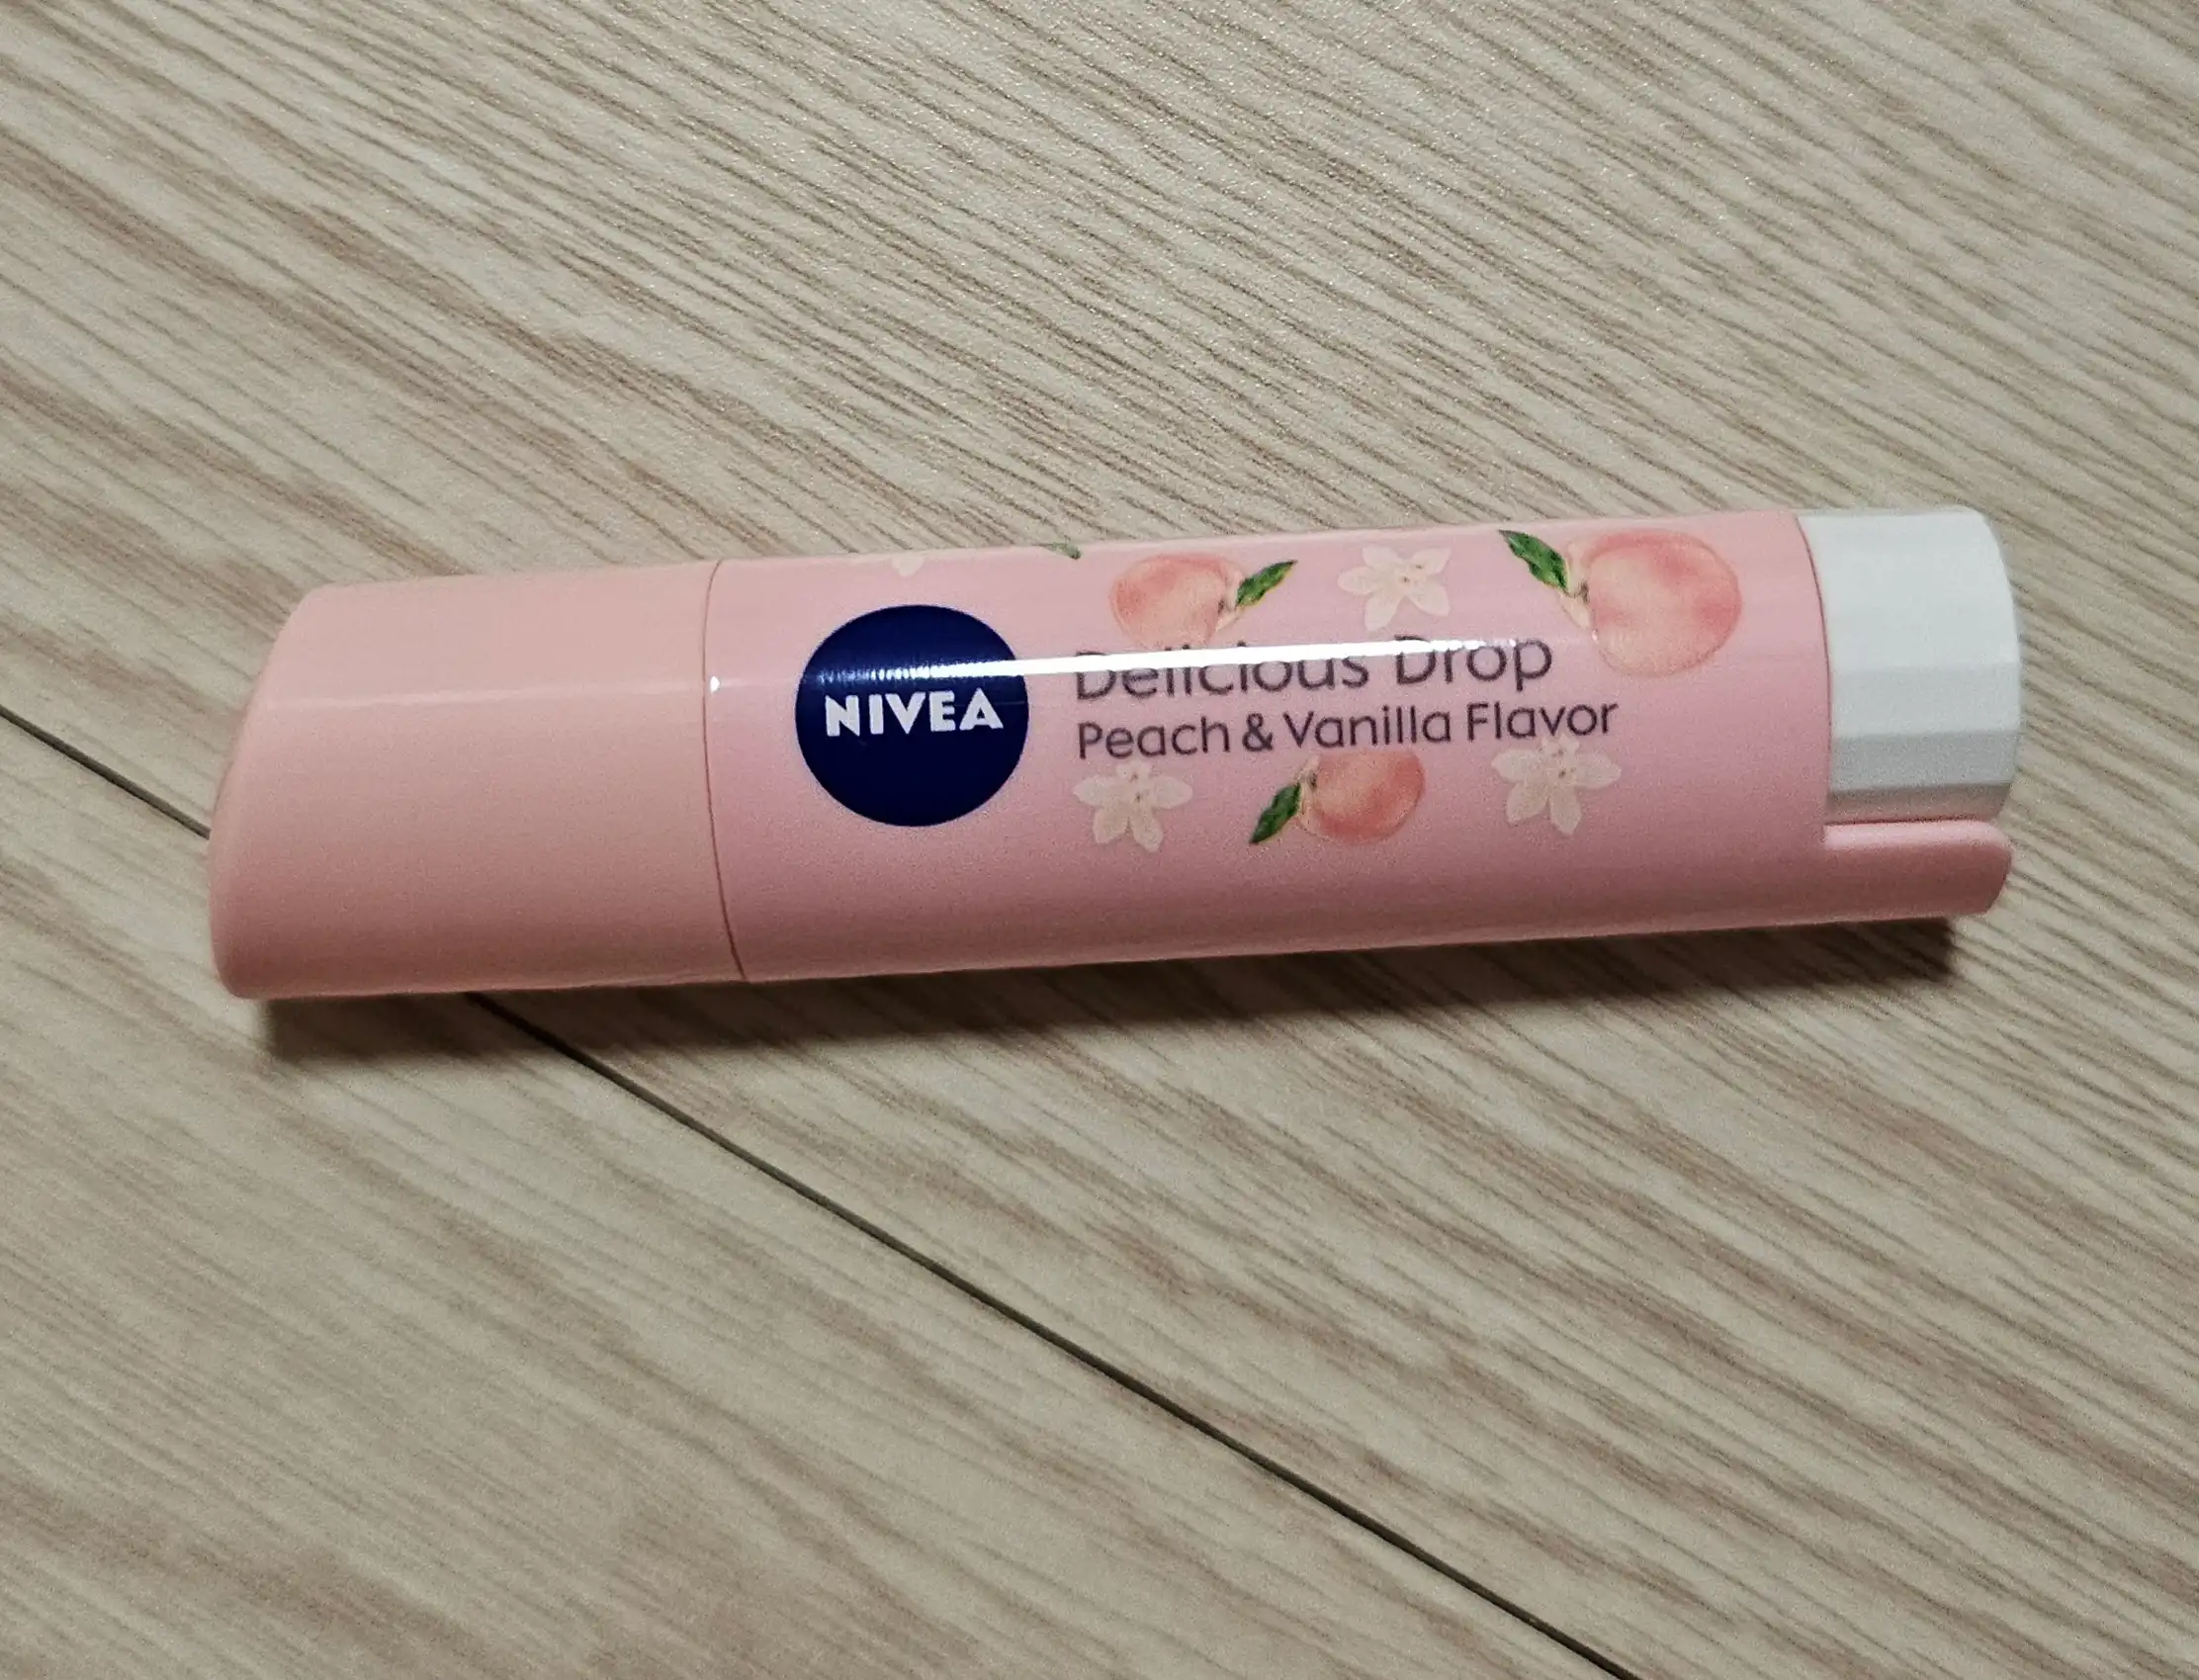 NIVEA
Delicious Drop
Peach & Vanilla Flavor